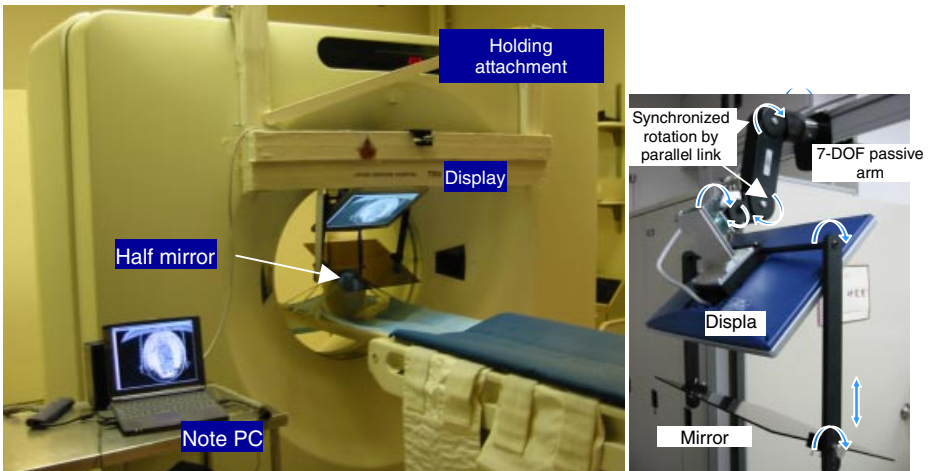 Holding
attachment
Display
Half mirror
Note PC
Synchronized
rotation by
parallel link
7-DOF passive
arm
Displa
Mirror